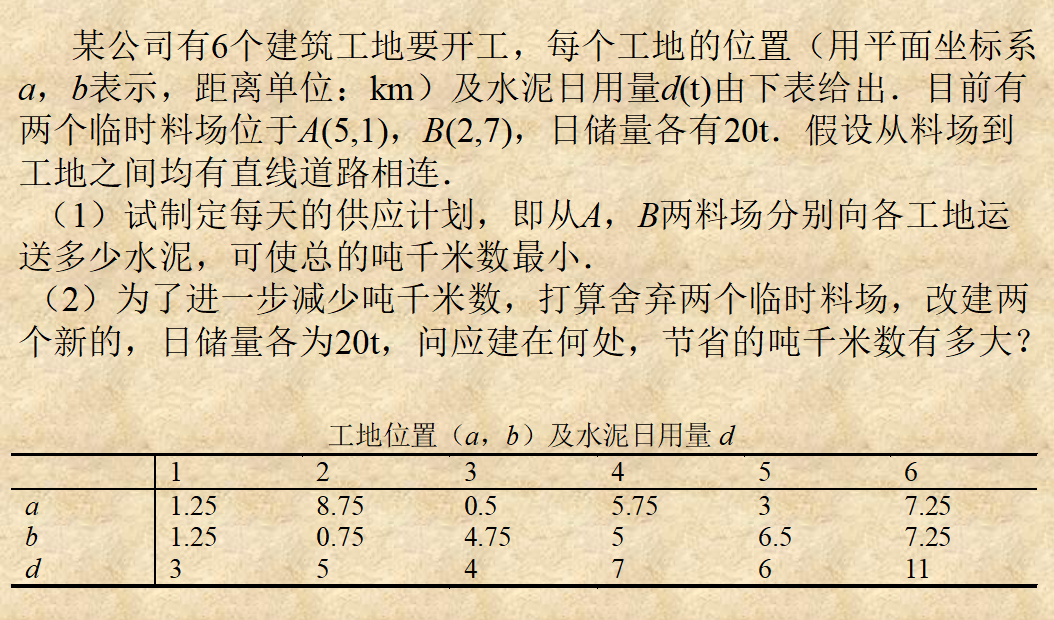 某公司有6个建筑工地要开工，每个工地的位置（用平面坐标系
a，b表示，距离单位：km）及水泥日用量d(t)由下表给出．目前有
两个临时料场位于A(5,1)，B(2,7)，日储量各有20t．假设从料场到
工地之间均有直线道路相连．
（1）试制定每天的供应计划，即从A，B两料场分别向各工地运
送多少水泥，可使总的吨千米数最小．
（2）为了进一步减少吨千米数，打算舍弃两个临时料场，改建两
个新的，日储量各为20t，问应建在何处，节省的吨千米数有多大？
工地位置（a，b）及水泥日用量 d
1 2 3 4 5 6
a 1.25 8.75 0.5 5.75 3 7.25
b 1.25 0.75 4.75 5 6.5 7.25
d 3 5 4 7 6 11